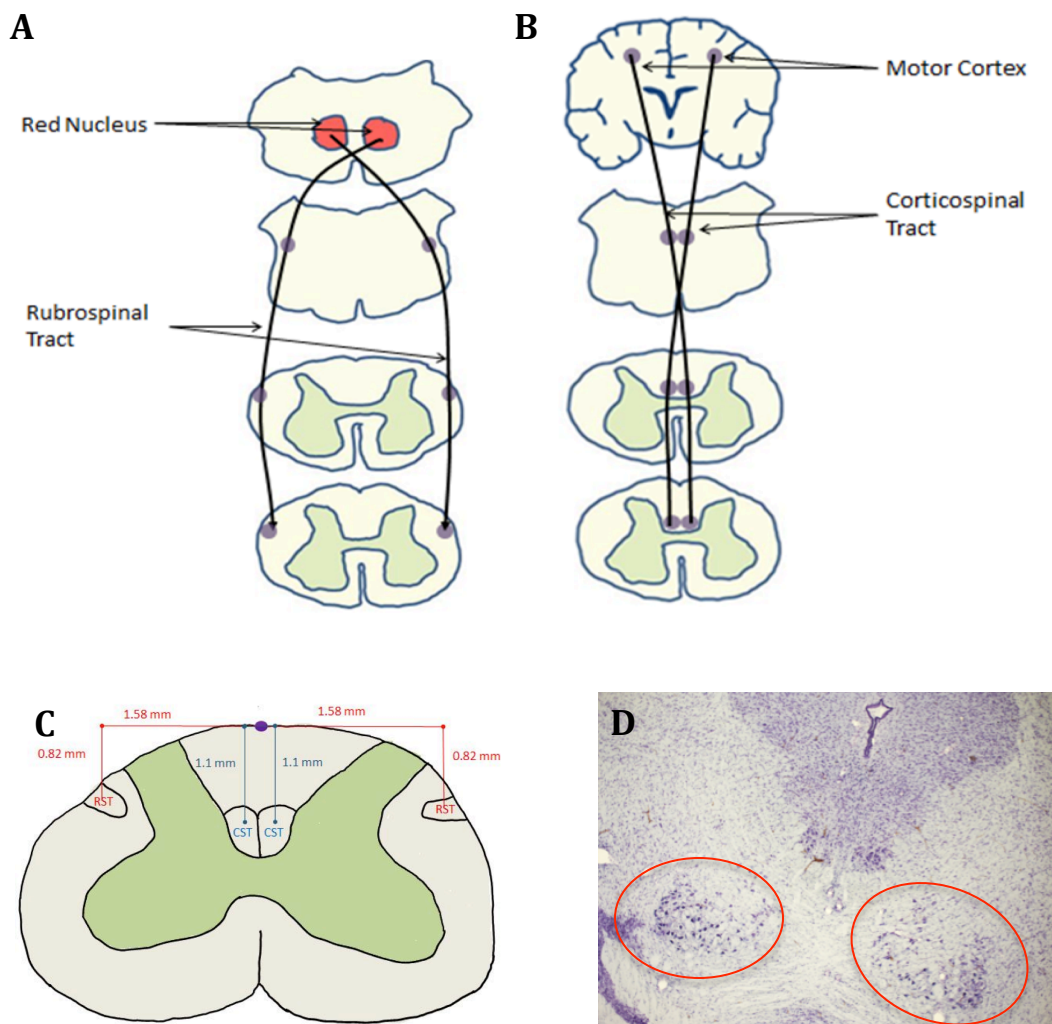 A
B
Motor Cortex
Red Nucleus
Corticospinal
Tract
Rubrospinal
Tract
C
1.58 mm
1.58 mm
0.82 mm
1.1 mm
1.1 mm
0.82 mm
RST
RST
CST
CST
D